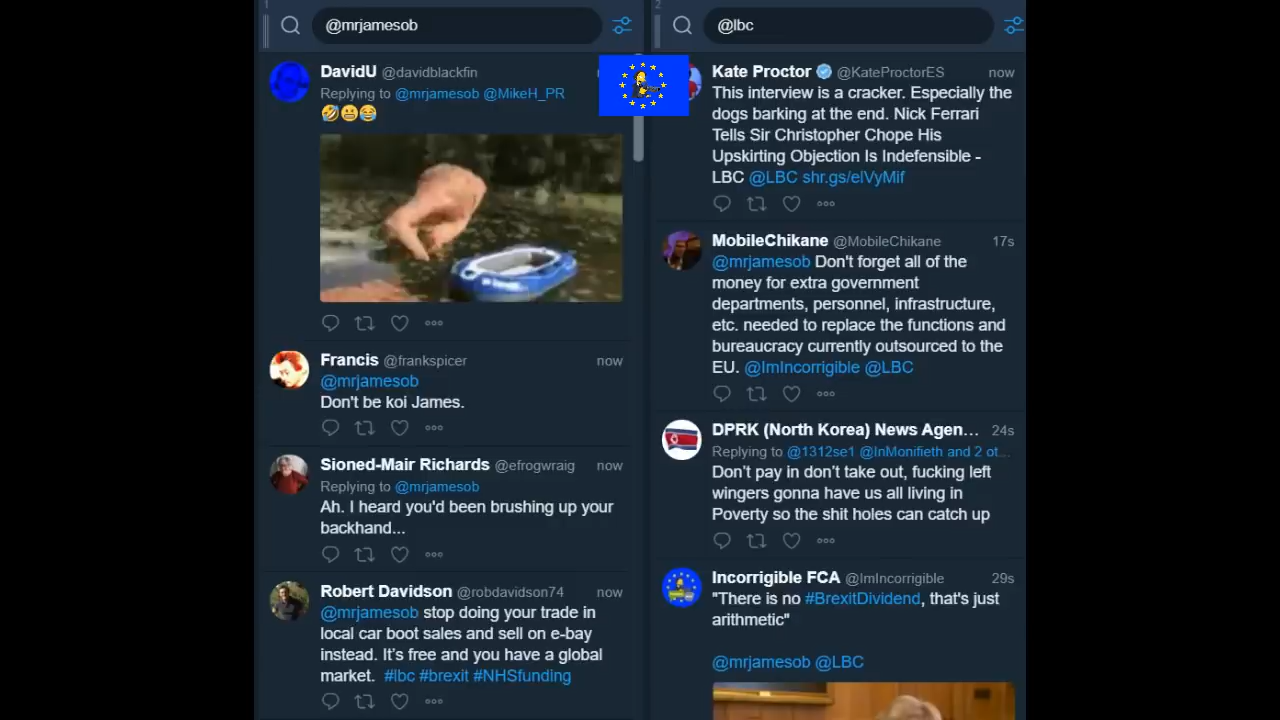 1
@mrjamesob
DavidU @davidblackfin
Replying to @mrjamesob @MikeH_PR
🤣😬😂
Francis @frankspicer now
@mrjamesob
Don't be koi James.
Sioned-Mair Richards @efrogwraig now
Replying to @mrjamesob
Ah. I heard you'd been brushing up your
backhand...
Robert Davidson @robdavidson74 now
@mrjamesob stop doing your trade in
local car boot sales and sell on e-bay
instead. It's free and you have a global
market. #lbc #brexit #NHSfunding
2
@lbc
Kate Proctor @KateProctorES now
This interview is a cracker. Especially the
dogs barking at the end. Nick Ferrari
Tells Sir Christopher Chope His
Upskirting Objection Is Indefensible -
LBC @LBC shr.gs/elVyMif
MobileChikane @MobileChikane 17s
@mrjamesob Don't forget all of the
money for extra government
departments, personnel, infrastructure,
etc. needed to replace the functions and
bureaucracy currently outsourced to the
EU. @ImIncorrigible @LBC
DPRK (North Korea) News Agen... 24s
Replying to @1312se1 @InMonifieth and 2 ot...
Don't pay in don't take out, fucking left
wingers gonna have us all living in
Poverty so the shit holes can catch up
Incorrigible FCA @ImIncorrigible 29s
"There is no #BrexitDividend, that's just
arithmetic"
@mrjamesob @LBC